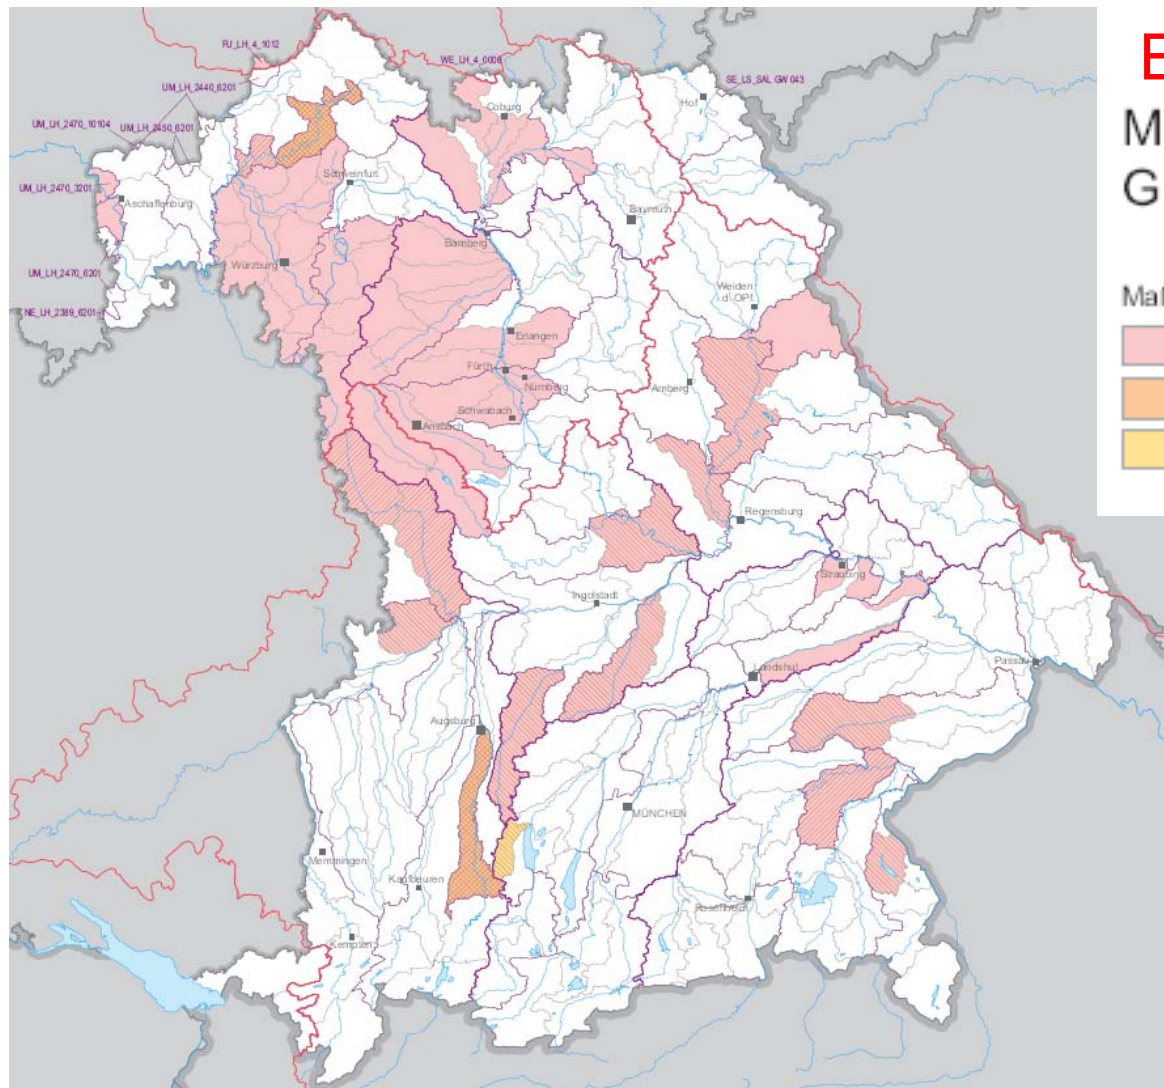 E
M
G
Maß
FU_LH_4_1012
WE_LH_4_0006
SE_LS_SAL GW 043
UM_LH_2440_6201
Hof
Coburg
UM_LH_2470_10104
UM_LH_2450_6201
Schweinfurt
UM_LH_2470_3201
Aschaffenburg
Bayreuth
Bamberg
Würzburg
UM_LH_2470_6201
Weiden
i.d. OPf.
NE_LH_2389_6201
Erlangen
Fürth
Nürnberg
Amberg
Schwabach
Ansbach
Regensburg
Straubing
Ingolstadt
Passau
Landshut
Augsburg
MÜNCHEN
Memmingen
Kaufbeuren
Rosenheim
Kempten